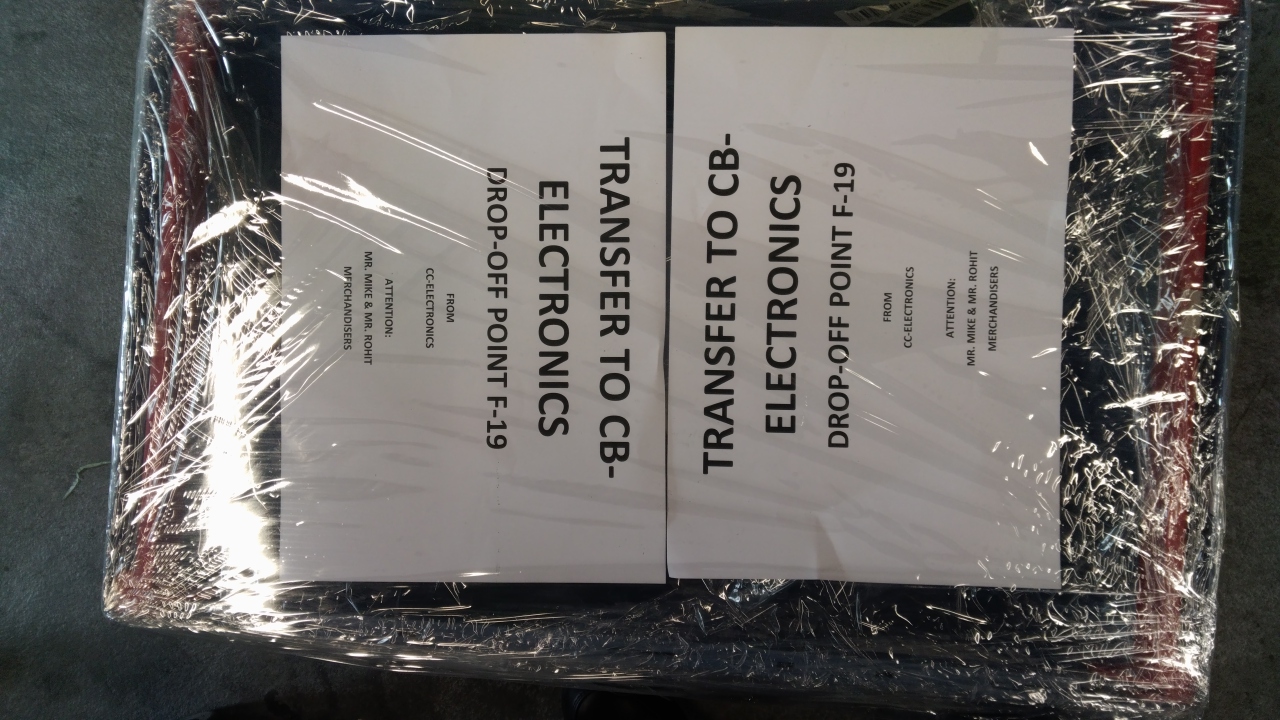 TRANSFER TO CB-
ELECTRONICS
DROP-OFF POINT F-19
FROM
CC-ELECTRONICS
ATTENTION:
MR. MIKE & MR. ROHIT
MERCHANDISERS
TRANSFER TO CB-
ELECTRONICS
DROP-OFF POINT F-19
FROM
CC-ELECTRONICS
ATTENTION:
MR. MIKE & MR. ROHIT
MERCHANDISERS